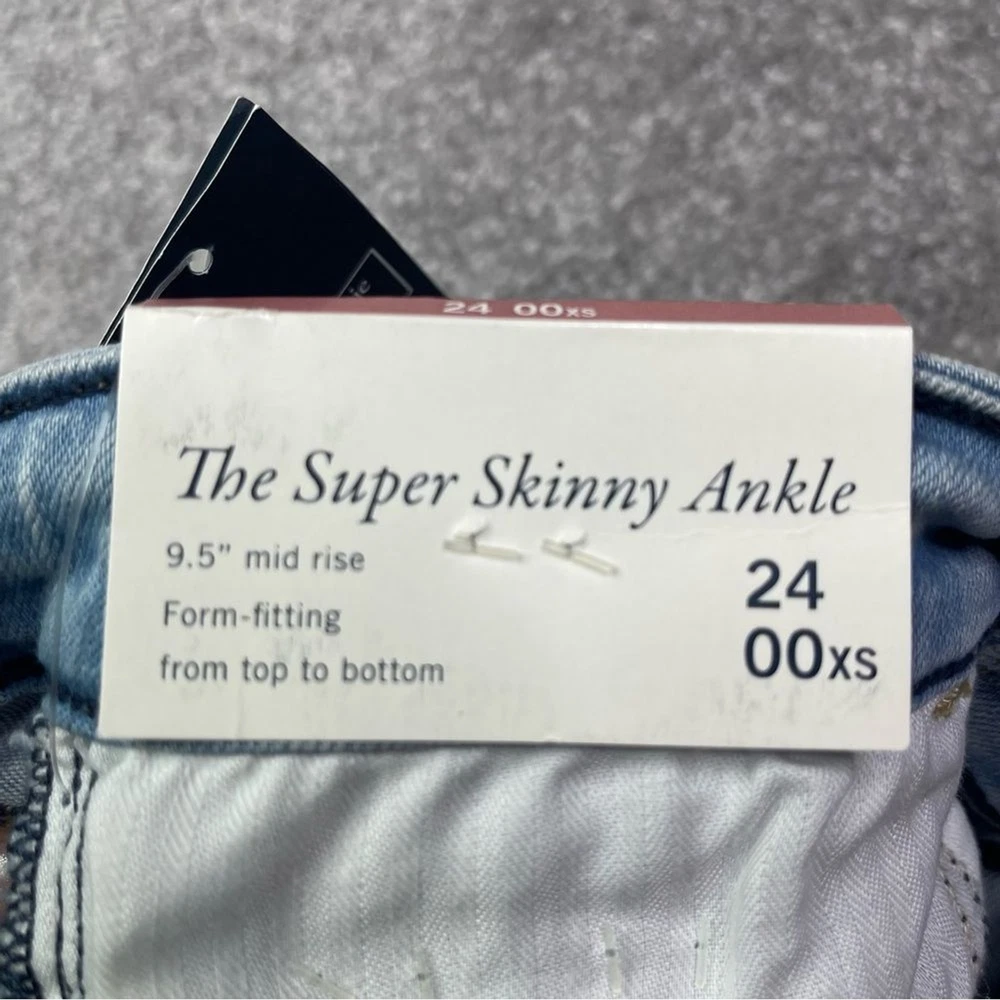 24 00xs
The Super Skinny Ankle
9.5" mid rise
Form-fitting
from top to bottom
24
00xs